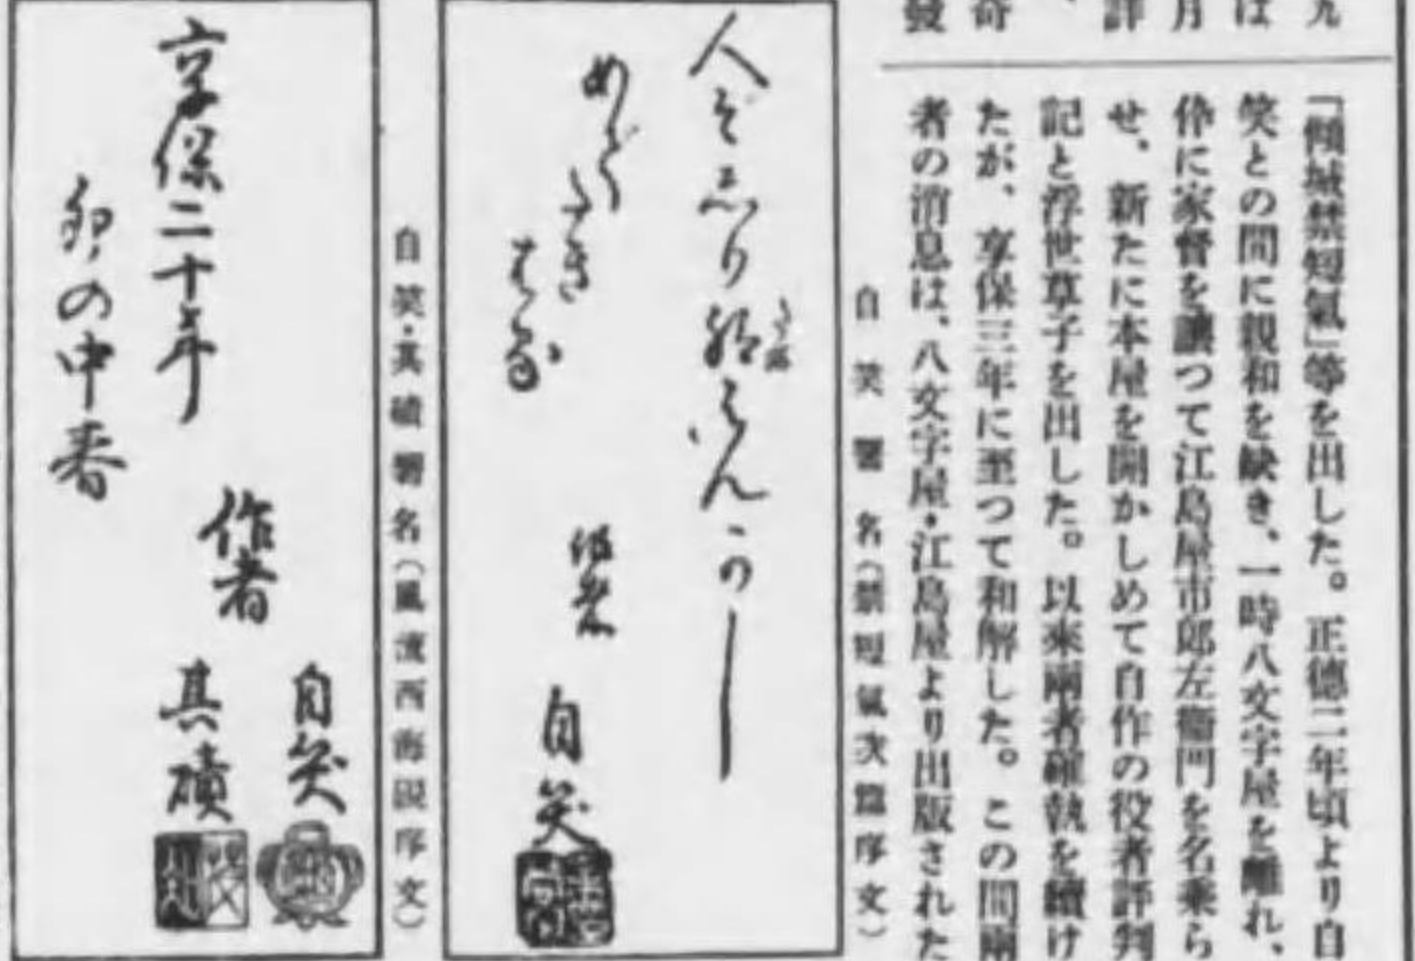 九
は
月
評
、
奇
發
「傾城禁短氣」等を出した。正德二年頃より自
笑との間に親和を缺き、一時八文字屋を離れ、
伜に家督を讓つて江島屋市郎左衞門を名乘ら
せ、新たに本屋を開かしめて自作の役者評判
記と浮世草子を出した。以來兩者確執を續け
たが、享保三年に至つて和解した。この間兩
者の消息は、八文字屋・江島屋より出版された
自笑署名(禁短氣次篇序文)
めでたき
作者
自笑
自笑・其磧署名(風流西海硯序文)
享保二十年
卯の中春
作者
自笑
其磧